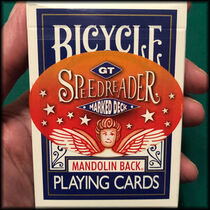 BICYCLE
GT
SPEEDREADER
MARKED DECK
MANDOLIN BACK
PLAYING CARDS